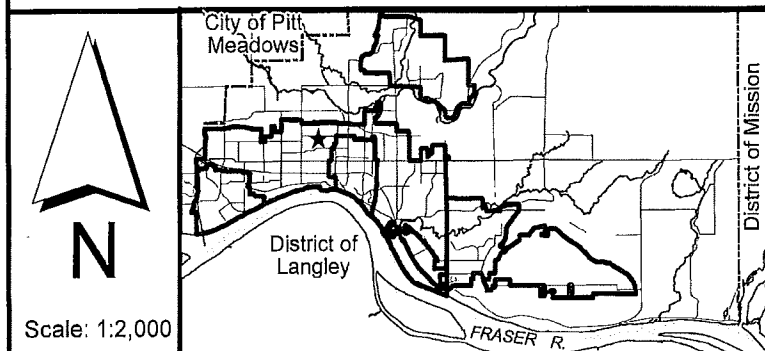 City of Pitt
Meadows
District of Mission
District of
Langley
FRASER R.
N
Scale: 1:2,000